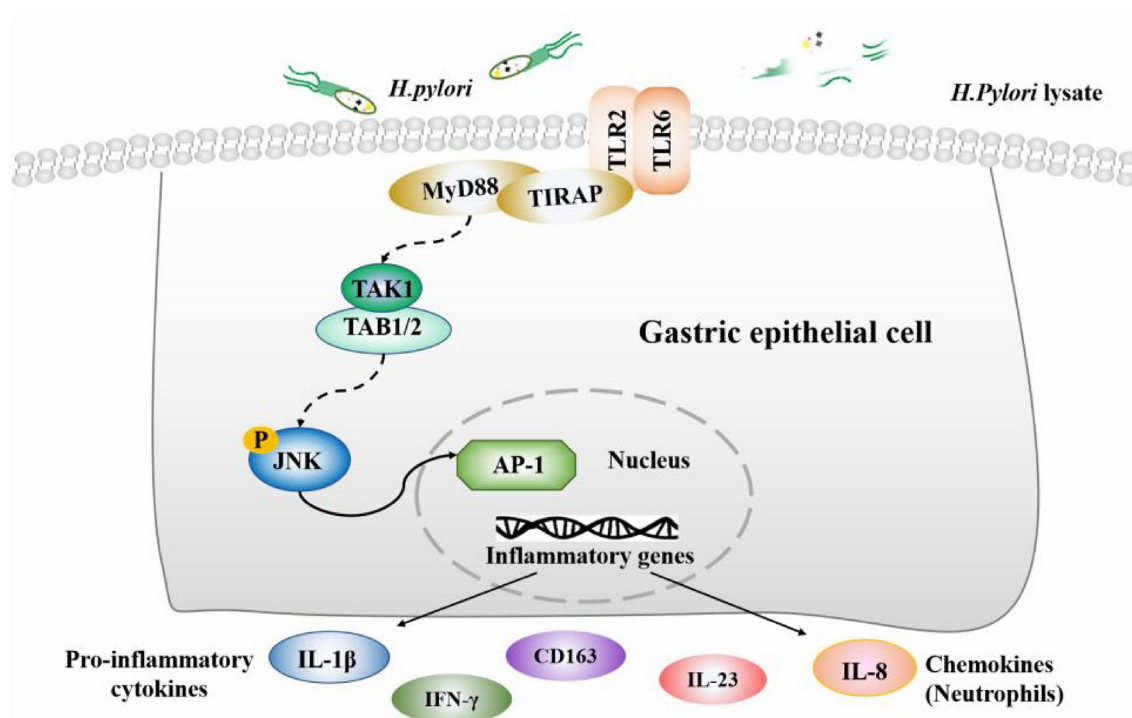 H.pylori
H.Pylori lysate
TLR2
TLR6
MyD88
TIRAP
TAK1
TAB1/2
Gastric epithelial cell
P
JNK
AP-1
Nucleus
Inflammatory genes
Pro-inflammatory
cytokines
IL-1β
IFN-γ
CD163
IL-23
IL-8
Chemokines
(Neutrophils)